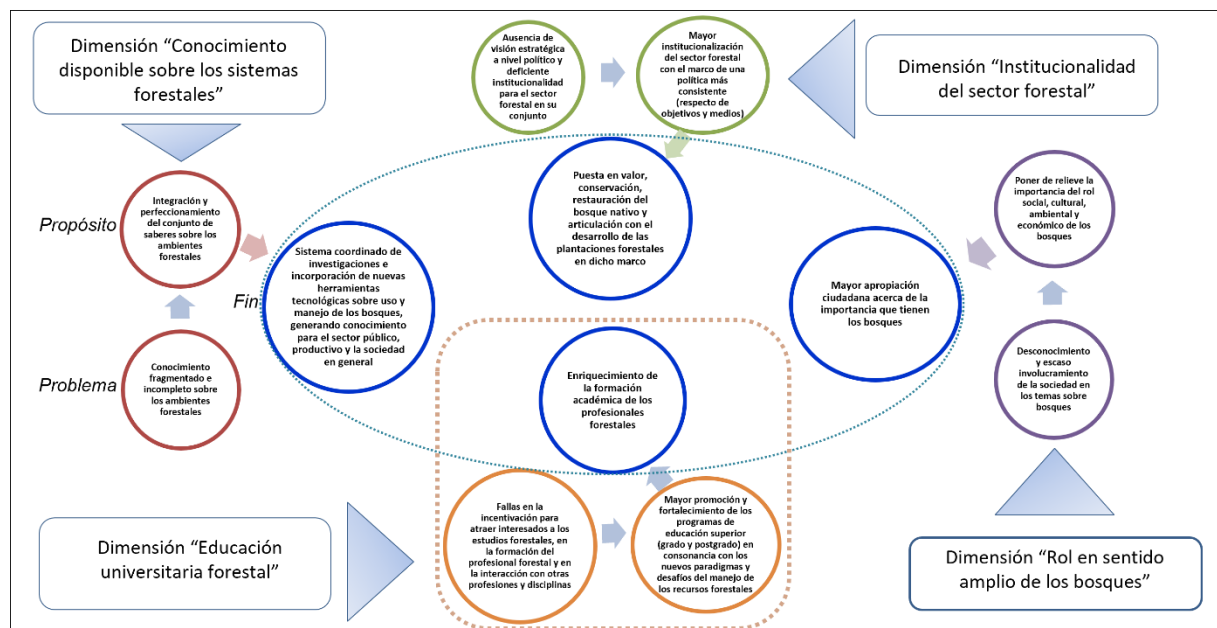 Dimensión “Conocimiento
disponible sobre los sistemas
forestales”
Ausencia de
visión estratégica
a nivel político y
deficiente
institucionalidad
para el sector
forestal en su
conjunto
Mayor
institucionalización
del sector forestal
con el marco de una
política más
consistente
(respecto de
objetivos y medios)
Dimensión “Institucionalidad
del sector forestal”
Propósito
Integración y
perfeccionamiento
del conjunto de
saberes sobre los
ambientes
forestales
Fin
Sistema coordinado de
investigaciones e
incorporación de nuevas
herramientas
tecnológicas sobre uso y
manejo de los bosques,
generando conocimiento
para el sector público,
productivo y la sociedad
en general
Puesta en valor,
conservación,
restauración del
bosque nativo y
articulación con el
desarrollo de las
plantaciones forestales
en dicho marco
Mayor apropiación
ciudadana acerca de la
importancia que tienen
los bosques
Poner de relieve la
importancia del rol
social, cultural,
ambiental y
económico de los
bosques
Problema
Conocimiento
fragmentado e
incompleto sobre
los ambientes
forestales
Enriquecimiento de
la formación
académica de los
profesionales
forestales
Desconocimiento
y escaso
involucramiento
de la sociedad en
los temas sobre
bosques
Dimensión “Educación
universitaria forestal”
Fallas en la
incentivación para
atraer interesados a los
estudios forestales, en
la formación del
profesional forestal y en
la interacción con otras
profesiones y disciplinas
Mayor promoción y
fortalecimiento de los
programas de
educación superior
(grado y postgrado) en
consonancia con los
nuevos paradigmas y
desafíos del manejo de
los recursos forestales
Dimensión “Rol en sentido
amplio de los bosques”